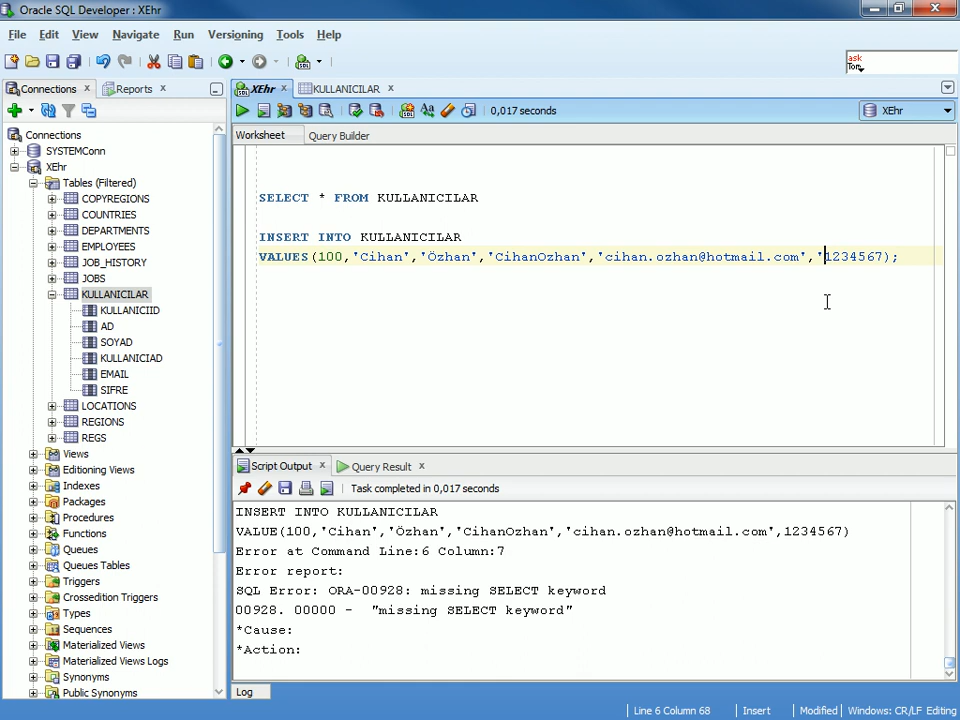 Oracle SQL Developer : XEhr
File Edit View Navigate Run Versioning Tools Help
ask
Tom
Connections Reports
XEhr KULLANICILAR
0,017 seconds
XEhr
Worksheet Query Builder
Connections
SYSTEMConn
XEhr
Tables (Filtered)
COPYREGIONS
COUNTRIES
DEPARTMENTS
EMPLOYEES
JOB_HISTORY
JOBS
KULLANICILAR
KULLANICIID
AD
SOYAD
KULLANICIAD
EMAIL
SIFRE
LOCATIONS
REGIONS
REGS
Views
Editioning Views
Indexes
Packages
Procedures
Functions
Queues
Queues Tables
Triggers
Crossedition Triggers
Types
Sequences
Materialized Views
Materialized Views Logs
Synonyms
Public Synonyms
SELECT * FROM KULLANICILAR
INSERT INTO KULLANICILAR
VALUES(100,'Cihan','Özhan','CihanOzhan','cihan.ozhan@hotmail.com','1234567);
Script Output Query Result
Task completed in 0,017 seconds
INSERT INTO KULLANICILAR
VALUE(100,'Cihan','Özhan','CihanOzhan','cihan.ozhan@hotmail.com',1234567)
Error at Command Line:6 Column:7
Error report:
SQL Error: ORA-00928: missing SELECT keyword
00928. 00000 - "missing SELECT keyword"
*Cause:
*Action:
Log
Line 6 Column 68 Insert Modified Windows: CR/LF Editing